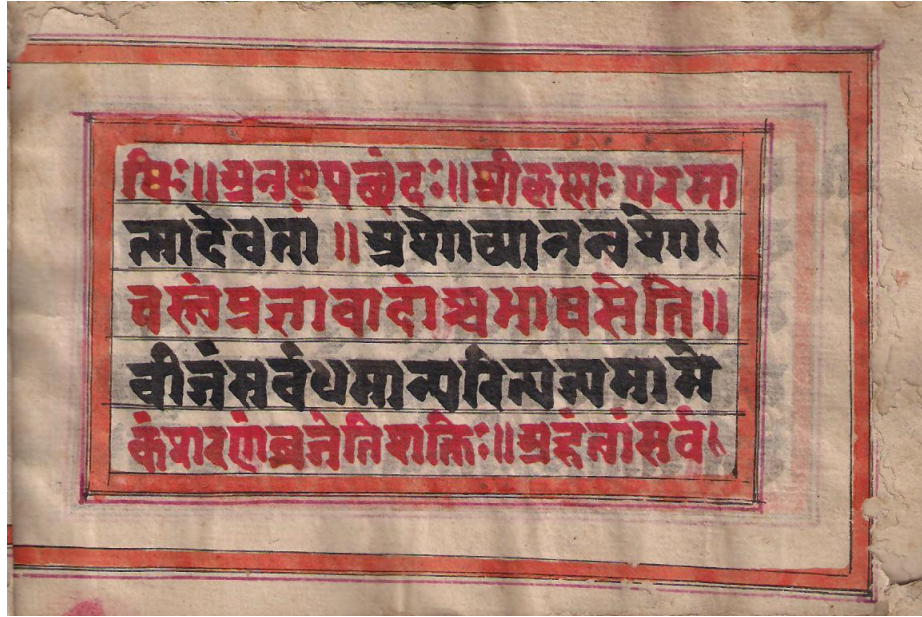 षिः॥अनुष्टुपछंदः॥श्रीकृष्णः परमा
त्मादेवता॥अशोच्यानन्वशो
चस्त्वंप्रज्ञावादांश्चभाषसेति॥
वीजंसर्वधर्मान्परित्यज्यमामे
कंशरणंब्रजेतिशक्तिः॥अहंत्वांसर्व